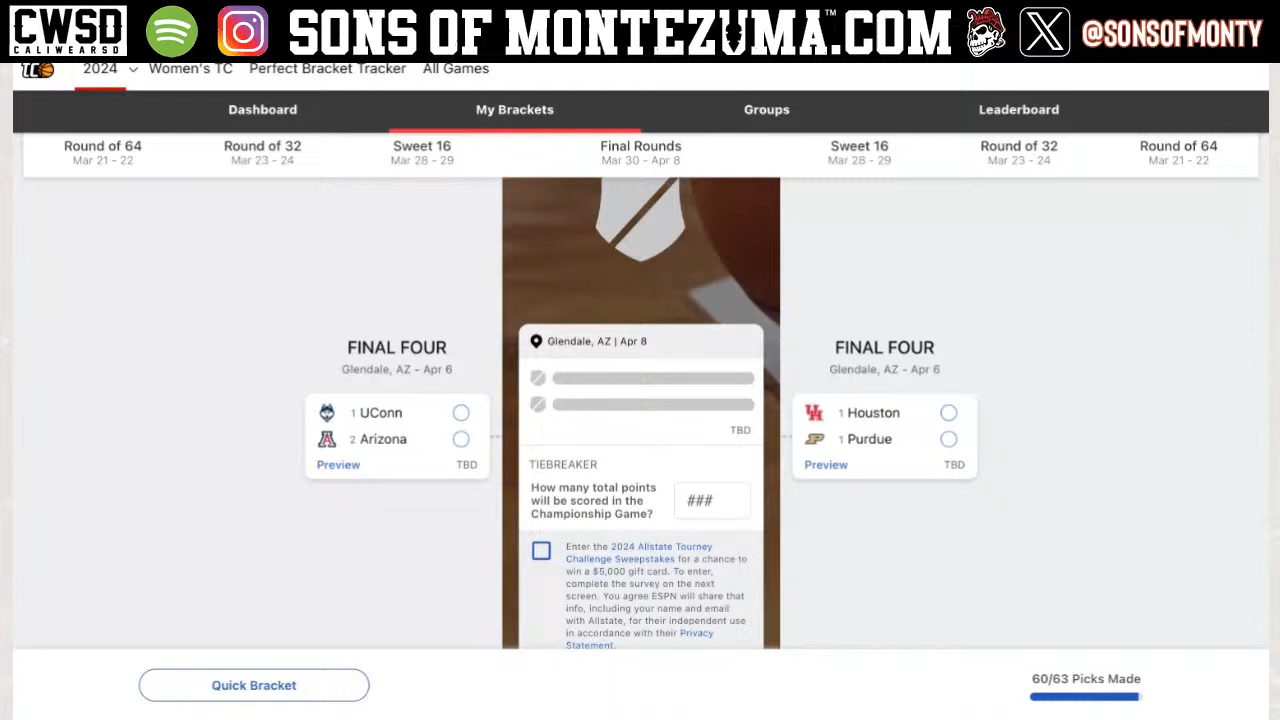 CWSD
CALIWEARSD
SONS OF MONTEZUMA.COM™
X
@SONSOFMONTY
TC
2024
Women's TC
Perfect Bracket Tracker
All Games
Dashboard
My Brackets
Groups
Leaderboard
Round of 64
Mar 21 - 22
Round of 32
Mar 23 - 24
Sweet 16
Mar 28 - 29
Final Rounds
Mar 30 - Apr 8
Sweet 16
Mar 28 - 29
Round of 32
Mar 23 - 24
Round of 64
Mar 21 - 22
FINAL FOUR
Glendale, AZ - Apr 6
1 UConn
2 Arizona
Preview
TBD
Glendale, AZ | Apr 8
TBD
TIEBREAKER
How many total points
will be scored in the
Championship Game?
###
Enter the 2024 Allstate Tourney
Challenge Sweepstakes for a chance to
win a $5,000 gift card. To enter,
complete the survey on the next
screen. You agree ESPN will share that
info, including your name and email
with Allstate, for their independent use
in accordance with their Privacy
Statement.
FINAL FOUR
Glendale, AZ - Apr 6
1 Houston
1 Purdue
Preview
TBD
Quick Bracket
60/63 Picks Made